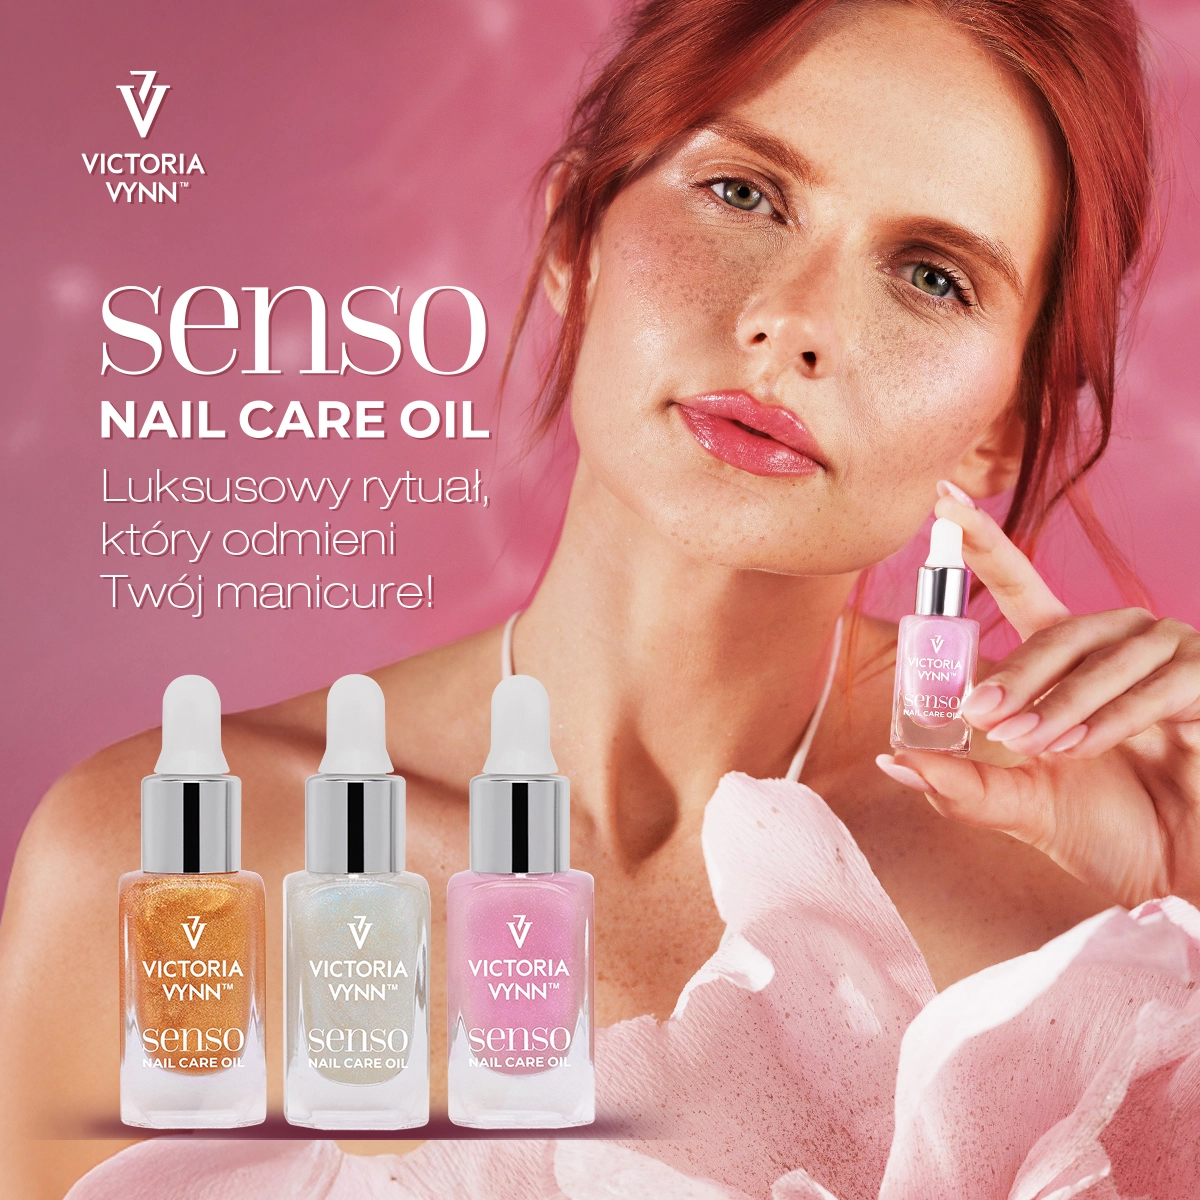 VICTORIA
VYNN™
senso
NAIL CARE OIL
Luksusowy rytuał,
który odmieni
Twój manicure!
VICTORIA
VYNN™
senso
NAIL CARE OIL
VICTORIA
VYNN™
senso
NAIL CARE OIL
VICTORIA
VYNN™
senso
NAIL CARE OIL
VICTORIA
VYNN™
senso
NAIL CARE OIL